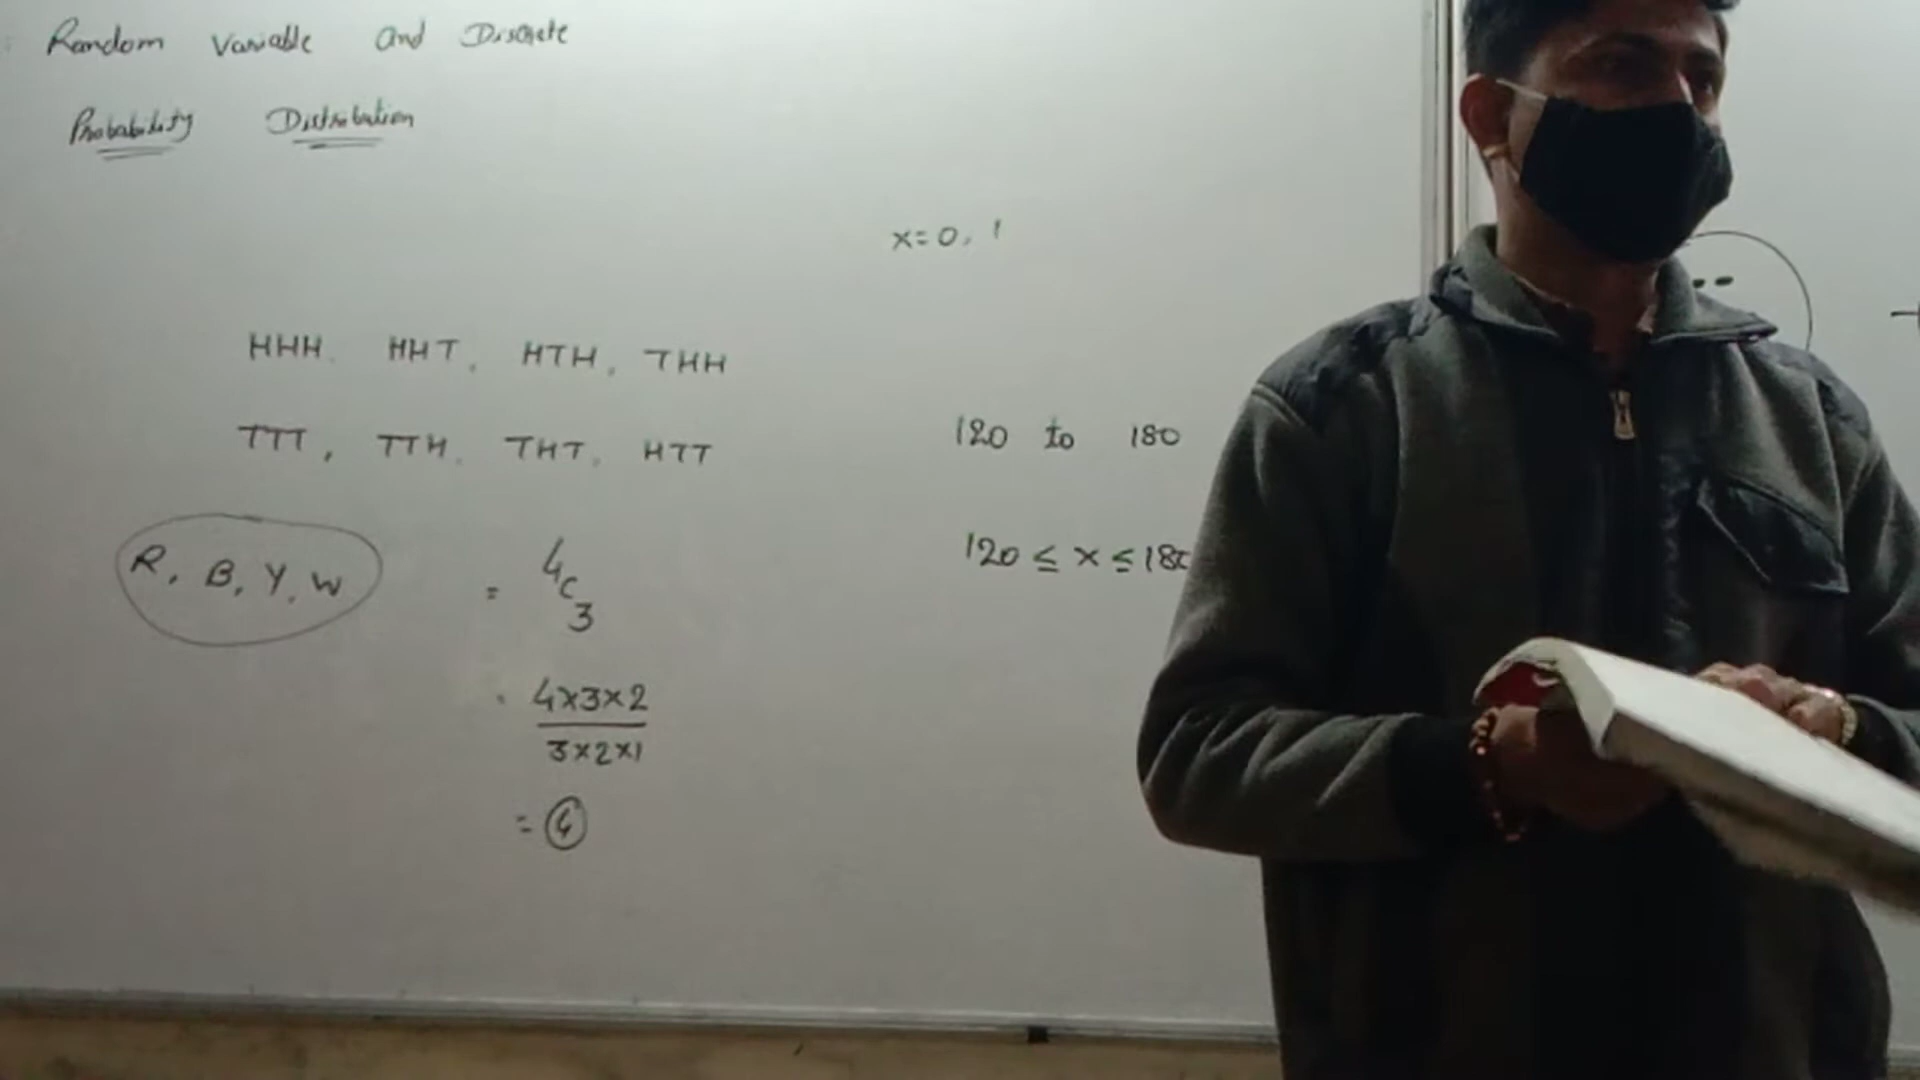 Random Variable and Discrete
Probability Distribution
x = 0, 1
HHH, HHT, HTH, THH
TTT, TTH, THT, HTT
120 to 180
R, B, Y, W
= 4C3
120 ≤ x ≤ 180
= 4×3×2
3×2×1
= 4